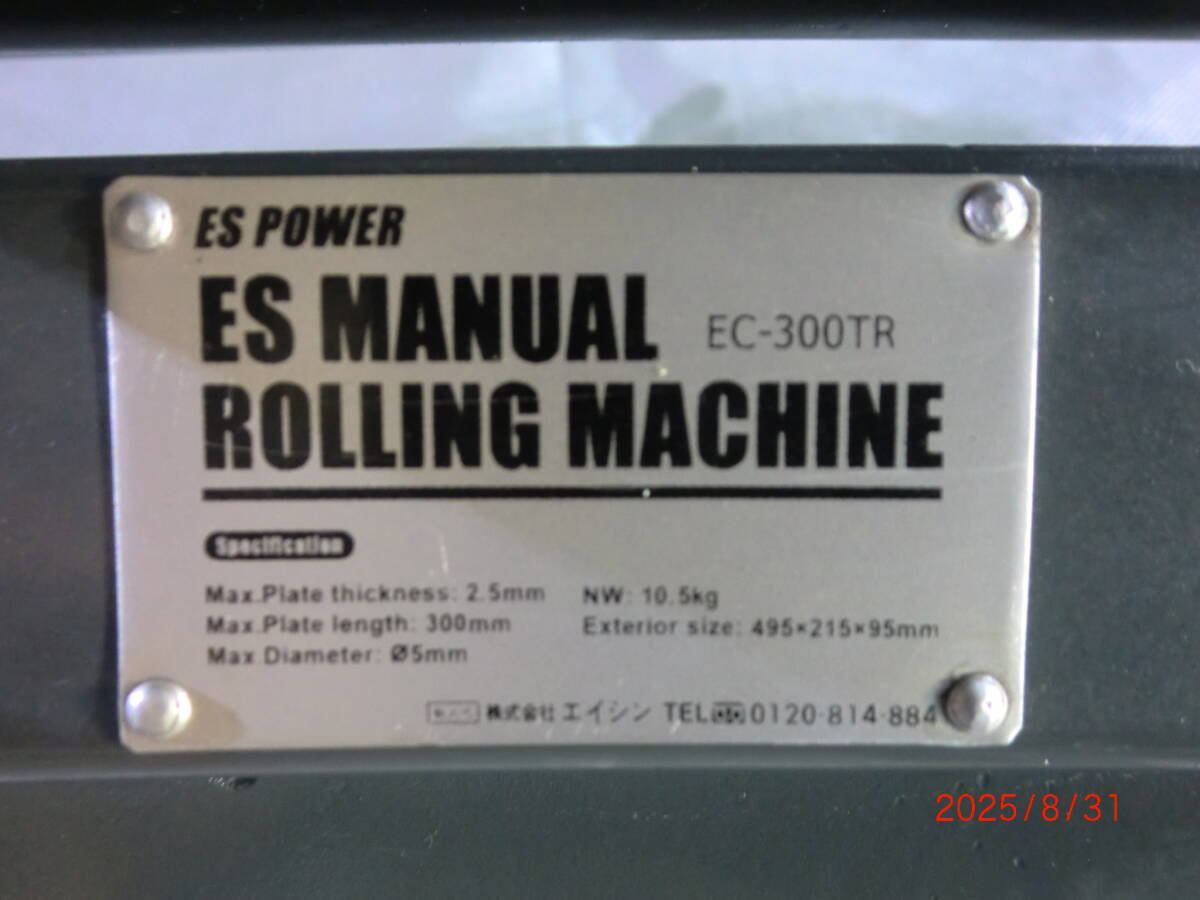 ES POWER
ES MANUAL EC-300TR
ROLLING MACHINE
Specification
Max.Plate thickness: 2.5mm NW: 10.5kg
Max.Plate length: 300mm Exterior size: 495×215×95mm
Max Diameter: Ø5mm
株式会社 エイシン TEL 0120-814-884
2025/8/31